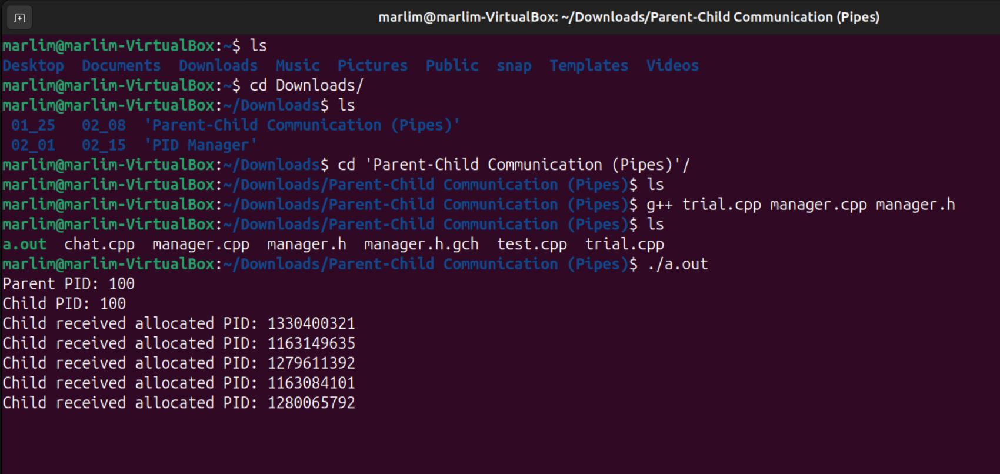 marlim@marlim-VirtualBox: ~/Downloads/Parent-Child Communication (Pipes)
marlim@marlim-VirtualBox:~$ ls
Desktop  Documents  Downloads  Music  Pictures  Public  snap  Templates  Videos
marlim@marlim-VirtualBox:~$ cd Downloads/
marlim@marlim-VirtualBox:~/Downloads$ ls
 01_25   02_08  'Parent-Child Communication (Pipes)'
 02_01   02_15  'PID Manager'
marlim@marlim-VirtualBox:~/Downloads$ cd 'Parent-Child Communication (Pipes)'/
marlim@marlim-VirtualBox:~/Downloads/Parent-Child Communication (Pipes)$ ls
marlim@marlim-VirtualBox:~/Downloads/Parent-Child Communication (Pipes)$ g++ trial.cpp manager.cpp manager.h
marlim@marlim-VirtualBox:~/Downloads/Parent-Child Communication (Pipes)$ ls
a.out  chat.cpp  manager.cpp  manager.h  manager.h.gch  test.cpp  trial.cpp
marlim@marlim-VirtualBox:~/Downloads/Parent-Child Communication (Pipes)$ ./a.out
Parent PID: 100
Child PID: 100
Child received allocated PID: 1330400321
Child received allocated PID: 1163149635
Child received allocated PID: 1279611392
Child received allocated PID: 1163084101
Child received allocated PID: 1280065792